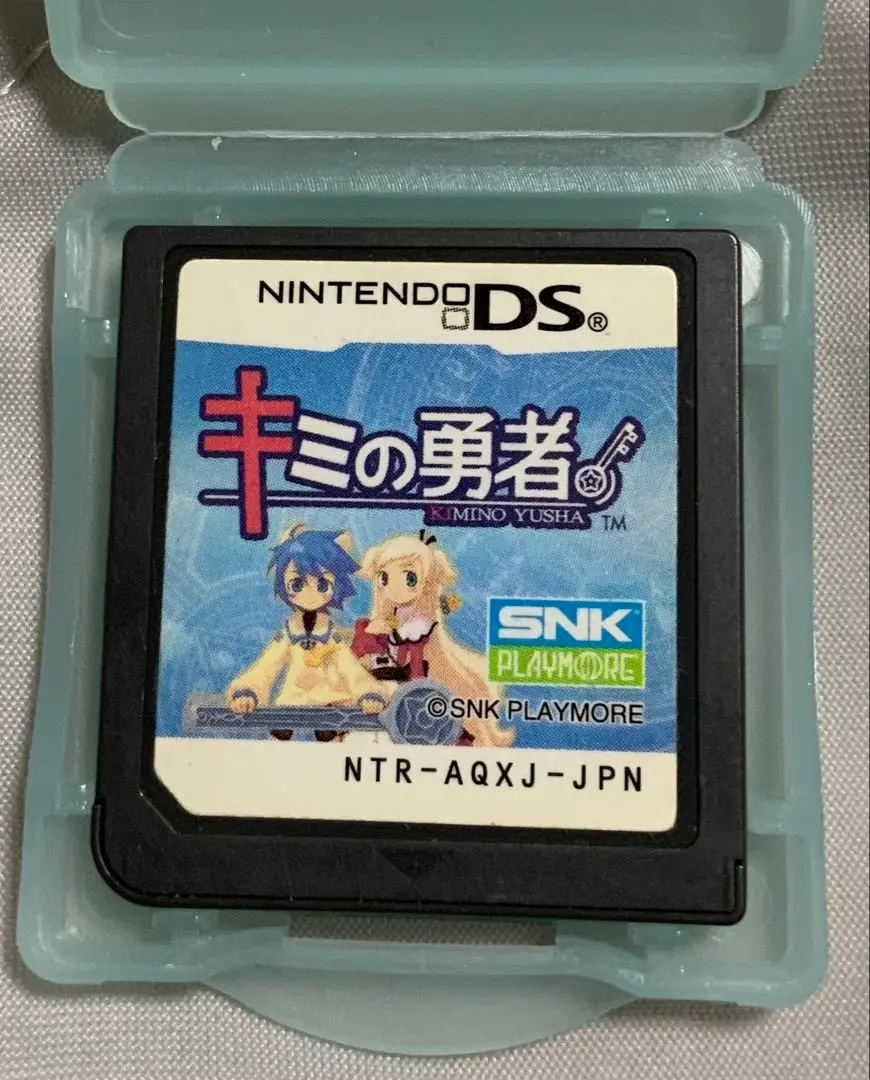 NINTENDO DS®
キミの勇者
KIMINO YUSHA TM
SNK
PLAYMORE
©SNK PLAYMORE
NTR-AQXJ-JPN